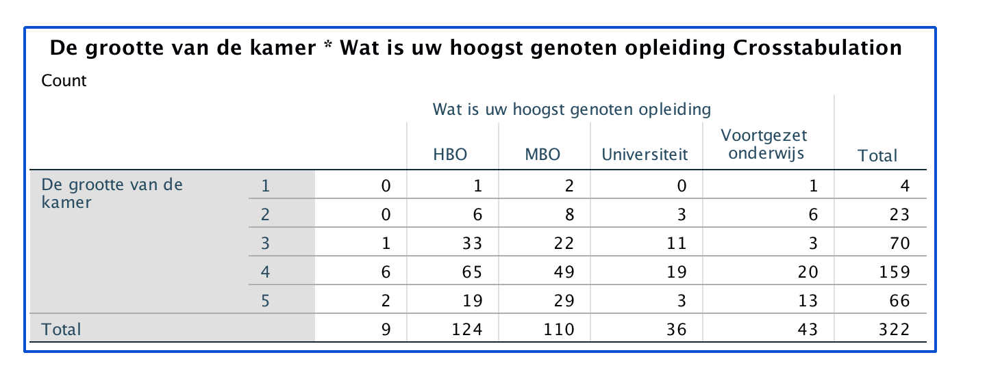 De grootte van de kamer * Wat is uw hoogst genoten opleiding Crosstabulation
Count
Wat is uw hoogst genoten opleiding
HBO MBO Universiteit Voortgezet onderwijs Total
De grootte van de kamer 1 0 1 2 0 1 4
2 0 6 8 3 6 23
3 1 33 22 11 3 70
4 6 65 49 19 20 159
5 2 19 29 3 13 66
Total 9 124 110 36 43 322